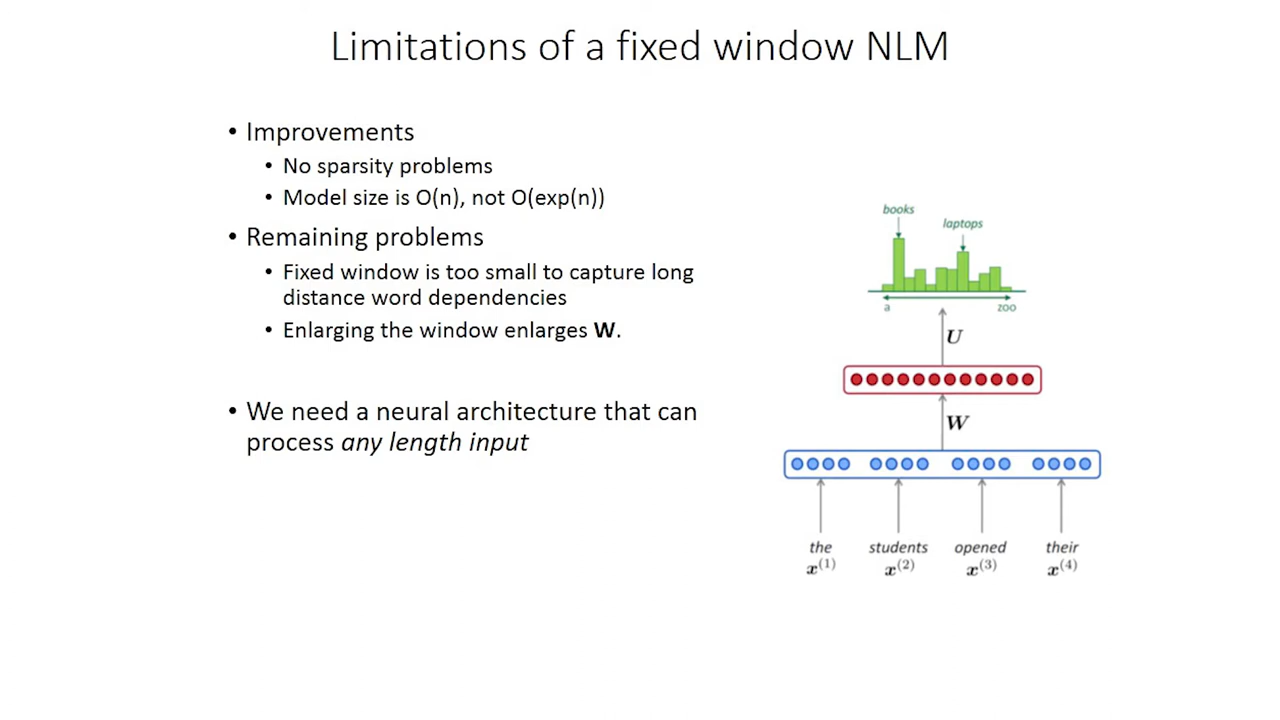 Limitations of a fixed window NLM
• Improvements
• No sparsity problems
• Model size is O(n), not O(exp(n))
• Remaining problems
• Fixed window is too small to capture long
distance word dependencies
• Enlarging the window enlarges W.
• We need a neural architecture that can
process any length input
books
laptops
a
zoo
U
W
the students opened their
x⁽¹⁾ x⁽²⁾ x⁽³⁾ x⁽⁴⁾